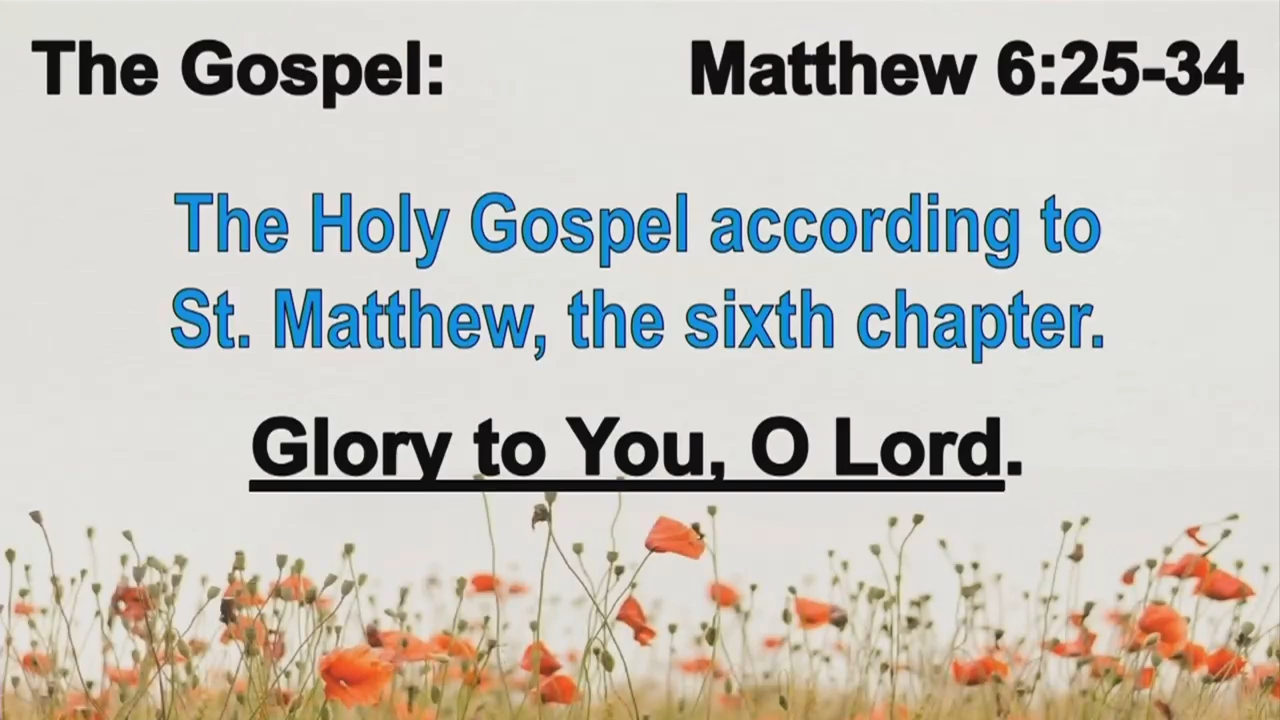 The Gospel: Matthew 6:25-34
The Holy Gospel according to
St. Matthew, the sixth chapter.
Glory to You, O Lord.